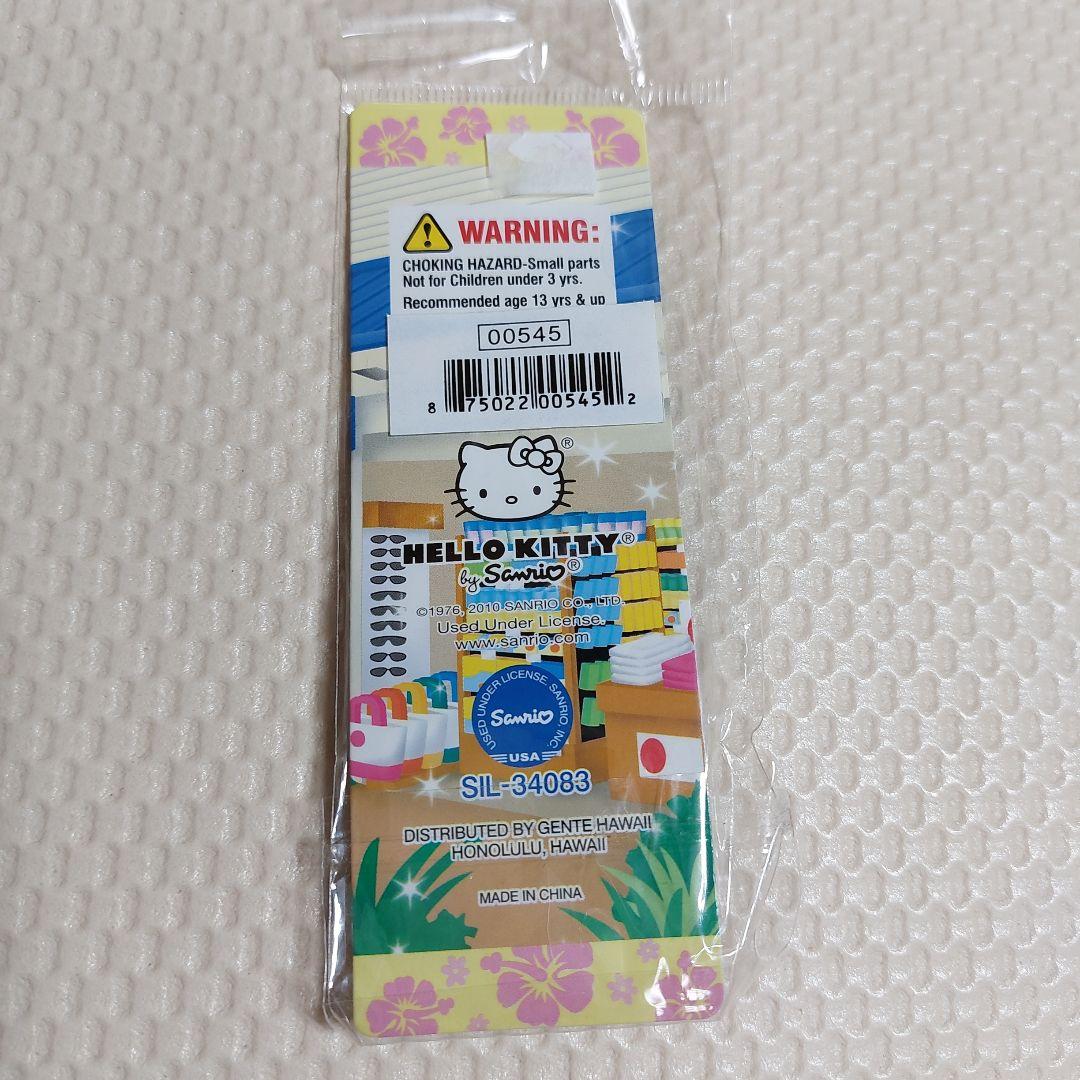 WARNING:
CHOKING HAZARD-Small parts
Not for Children under 3 yrs.
Recommended age 13 yrs & up
00545
8 75022 00545 2
®
HELLO KITTY®
by Sanrio®
©1976, 2010 SANRIO CO., LTD.
Used Under License.
www.sanrio.com
USED UNDER LICENSE. SANRIO, INC.
Sanrio
USA
SIL-34083
DISTRIBUTED BY GENTE HAWAII
HONOLULU, HAWAII
MADE IN CHINA